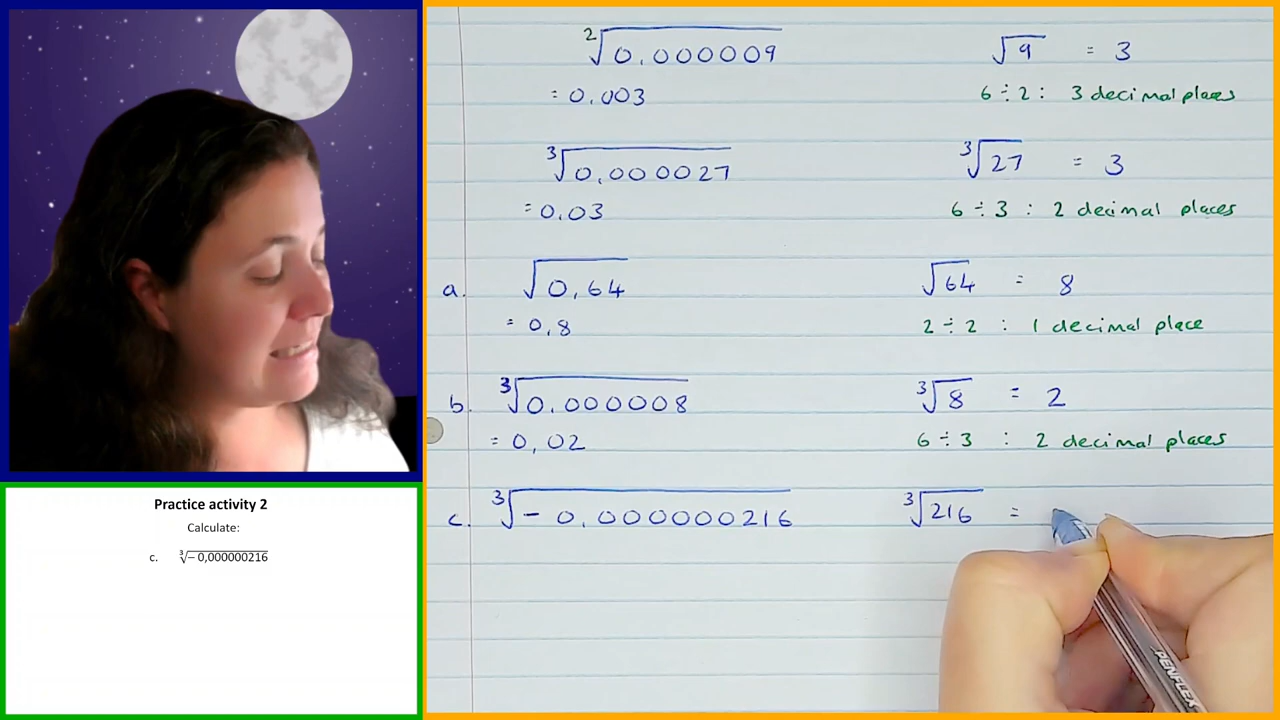 ²√0,000009 √9 = 3
= 0,003 6 ÷ 2 : 3 decimal places
³√0,000027 ³√27 = 3
= 0,03 6 ÷ 3 : 2 decimal places
a. √0,64 √64 = 8
= 0,8 2 ÷ 2 : 1 decimal place
b. ³√0,000008 ³√8 = 2
= 0,02 6 ÷ 3 : 2 decimal places
c. ³√-0,000000216 ³√216 =
PENFLEX
Practice activity 2
Calculate:
c. ³√−0,000000216